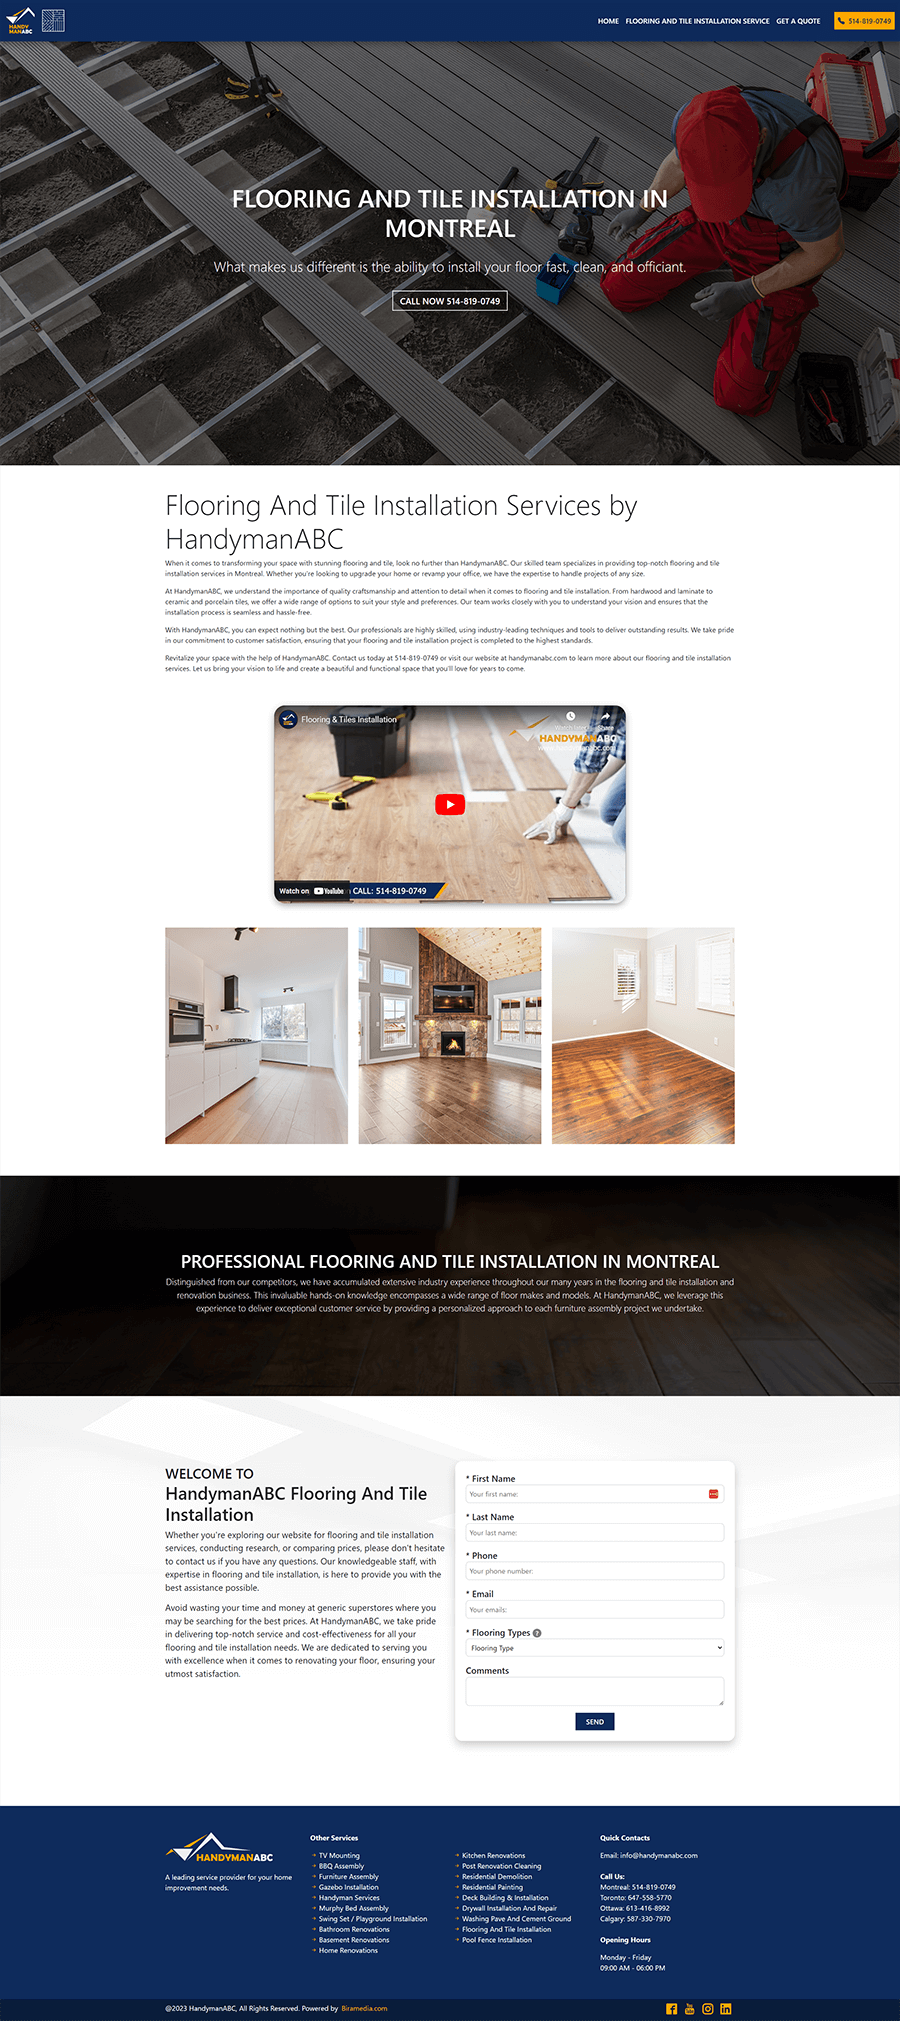 HANDY
MANABC
HOME FLOORING AND TILE INSTALLATION SERVICE GET A QUOTE 514-819-0749
FLOORING AND TILE INSTALLATION IN
MONTREAL
What makes us different is the ability to install your floor fast, clean, and officiant.
CALL NOW 514-819-0749
Flooring And Tile Installation Services by
HandymanABC
When it comes to transforming your space with stunning flooring and tile, look no further than HandymanABC. Our skilled team specializes in providing top-notch flooring and tile
installation services in Montreal. Whether you're looking to upgrade your home or revamp your office, we have the expertise to handle projects of any size.
At HandymanABC, we understand the importance of quality craftsmanship and attention to detail when it comes to flooring and tile installation. From hardwood and laminate to
ceramic and porcelain tiles, we offer a wide range of options to suit your style and preferences. Our team works closely with you to understand your vision and ensures that the
installation process is seamless and hassle-free.
With HandymanABC, you can expect nothing but the best. Our professionals are highly skilled, using industry-leading techniques and tools to deliver outstanding results. We take pride
in our commitment to customer satisfaction, ensuring that your flooring and tile installation project is completed to the highest standards.
Revitalize your space with the help of HandymanABC. Contact us today at 514-819-0749 or visit our website at handymanabc.com to learn more about our flooring and tile installation
services. Let us bring your vision to life and create a beautiful and functional space that you'll love for years to come.
Flooring & Tiles Installation
HANDYMANABC
Watch on YouTube CALL: 514-819-0749
PROFESSIONAL FLOORING AND TILE INSTALLATION IN MONTREAL
Distinguished from our competitors, we have accumulated extensive industry experience throughout our many years in the flooring and tile installation and
renovation business. This invaluable hands-on knowledge encompasses a wide range of floor makes and models. At HandymanABC, we leverage this
experience to deliver exceptional customer service by providing a personalized approach to each furniture assembly project we undertake.
WELCOME TO
HandymanABC Flooring And Tile
Installation
Whether you're exploring our website for flooring and tile installation
services, conducting research, or comparing prices, please don't hesitate
to contact us if you have any questions. Our knowledgeable staff, with
expertise in flooring and tile installation, is here to provide you with the
best assistance possible.
Avoid wasting your time and money at generic superstores where you
may be searching for the best prices. At HandymanABC, we take pride
in delivering top-notch service and cost-effectiveness for all your
flooring and tile installation needs. We are dedicated to serving you
with excellence when it comes to renovating your floor, ensuring your
utmost satisfaction.
* First Name
Your first name:
* Last Name
Your last name:
* Phone
Your phone number:
* Email
Your emails:
* Flooring Types ?
Flooring Type
Comments
SEND
HANDYMANABC
A leading service provider for your home
improvement needs.
Other Services
TV Mounting
BBQ Assembly
Furniture Assembly
Gazebo Installation
Handyman Services
Murphy Bed Assembly
Swing Set / Playground Installation
Bathroom Renovations
Basement Renovations
Home Renovations
Kitchen Renovations
Post Renovation Cleaning
Residential Demolition
Residential Painting
Deck Building & Installation
Drywall Installation And Repair
Washing Pave And Cement Ground
Flooring And Tile Installation
Pool Fence Installation
Quick Contacts
Email: info@handymanabc.com
Call Us:
Montreal: 514-819-0749
Toronto: 647-558-5770
Ottawa: 613-416-8992
Calgary: 587-330-7970
Opening Hours
Monday - Friday
09:00 AM - 06:00 PM
@2023 HandymanABC, All Rights Reserved. Powered by Biramedia.com